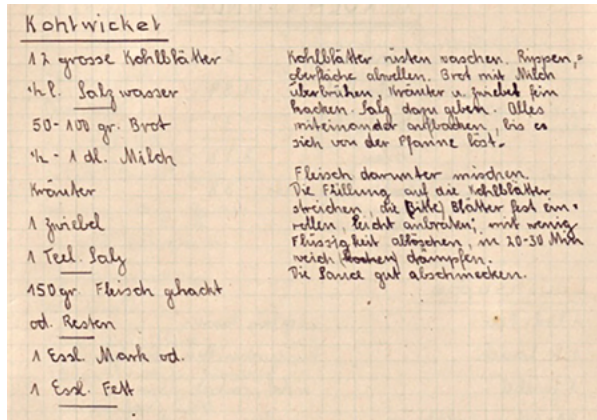 Kohlwickel
12 grosse Kohlblätter
½ l. Salzwasser
50-100 gr. Brot
½ - 1 dl. Milch
Kräuter
1 Zwiebel
1 Teel. Salz
150 gr. Fleisch gehackt
od. Resten
1 Essl. Mark od.
1 Essl. Fett
Kohlblätter rüsten waschen. Rippen,=
oberfläche abwellen. Brot mit Milch
überbrühen, Kräuter u. Zwiebel fein
hacken. Salz dazu geben. Alles
miteinander aufbacken, bis es
sich von der Pfanne löst.
Fleisch darunter mischen.
Die Füllung auf die Kohlblätter
streichen, die Blätter fest ein-
rollen, leicht anbraten, mit wenig
Flüssigkeit ablöschen, in 20-30 Min
weich (kochen) dämpfen.
Die Sauce gut abschmecken.